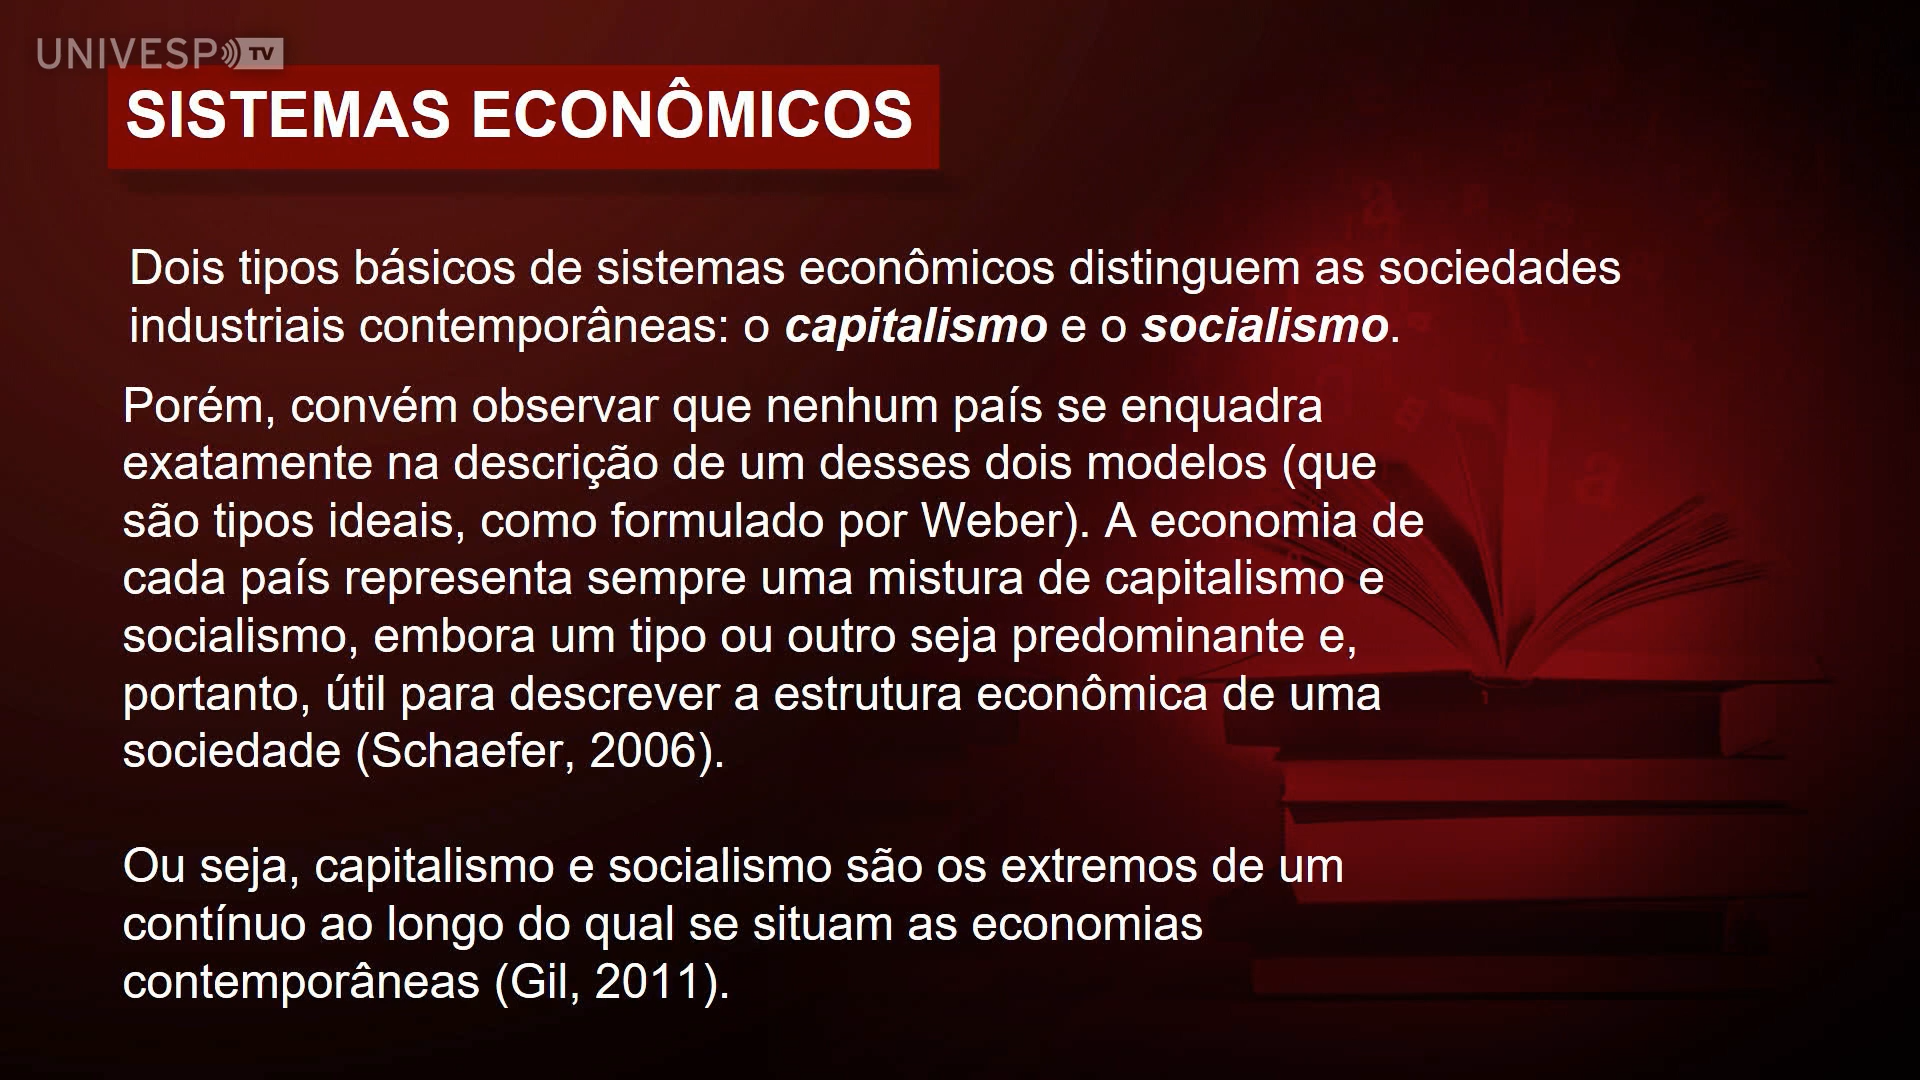 UNIVESP TV
SISTEMAS ECONÔMICOS
Dois tipos básicos de sistemas econômicos distinguem as sociedades
industriais contemporâneas: o capitalismo e o socialismo.
Porém, convém observar que nenhum país se enquadra
exatamente na descrição de um desses dois modelos (que
são tipos ideais, como formulado por Weber). A economia de
cada país representa sempre uma mistura de capitalismo e
socialismo, embora um tipo ou outro seja predominante e,
portanto, útil para descrever a estrutura econômica de uma
sociedade (Schaefer, 2006).
Ou seja, capitalismo e socialismo são os extremos de um
contínuo ao longo do qual se situam as economias
contemporâneas (Gil, 2011).